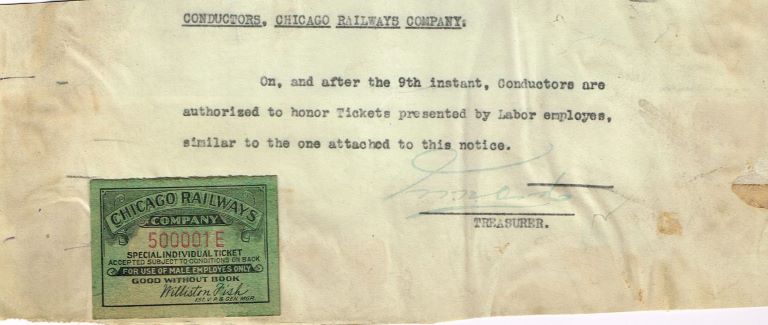 CONDUCTORS, CHICAGO RAILWAYS COMPANY:
On, and after the 9th instant, Conductors are
authorized to honor Tickets presented by Labor employes,
similar to the one attached to this notice.
TREASURER.
CHICAGO RAILWAYS
COMPANY
500001E
SPECIAL INDIVIDUAL TICKET
ACCEPTED SUBJECT TO CONDITIONS ON BACK
FOR USE OF MALE EMPLOYES ONLY
GOOD WITHOUT BOOK
Williston Fish
1ST. V.P. & GEN. MGR.